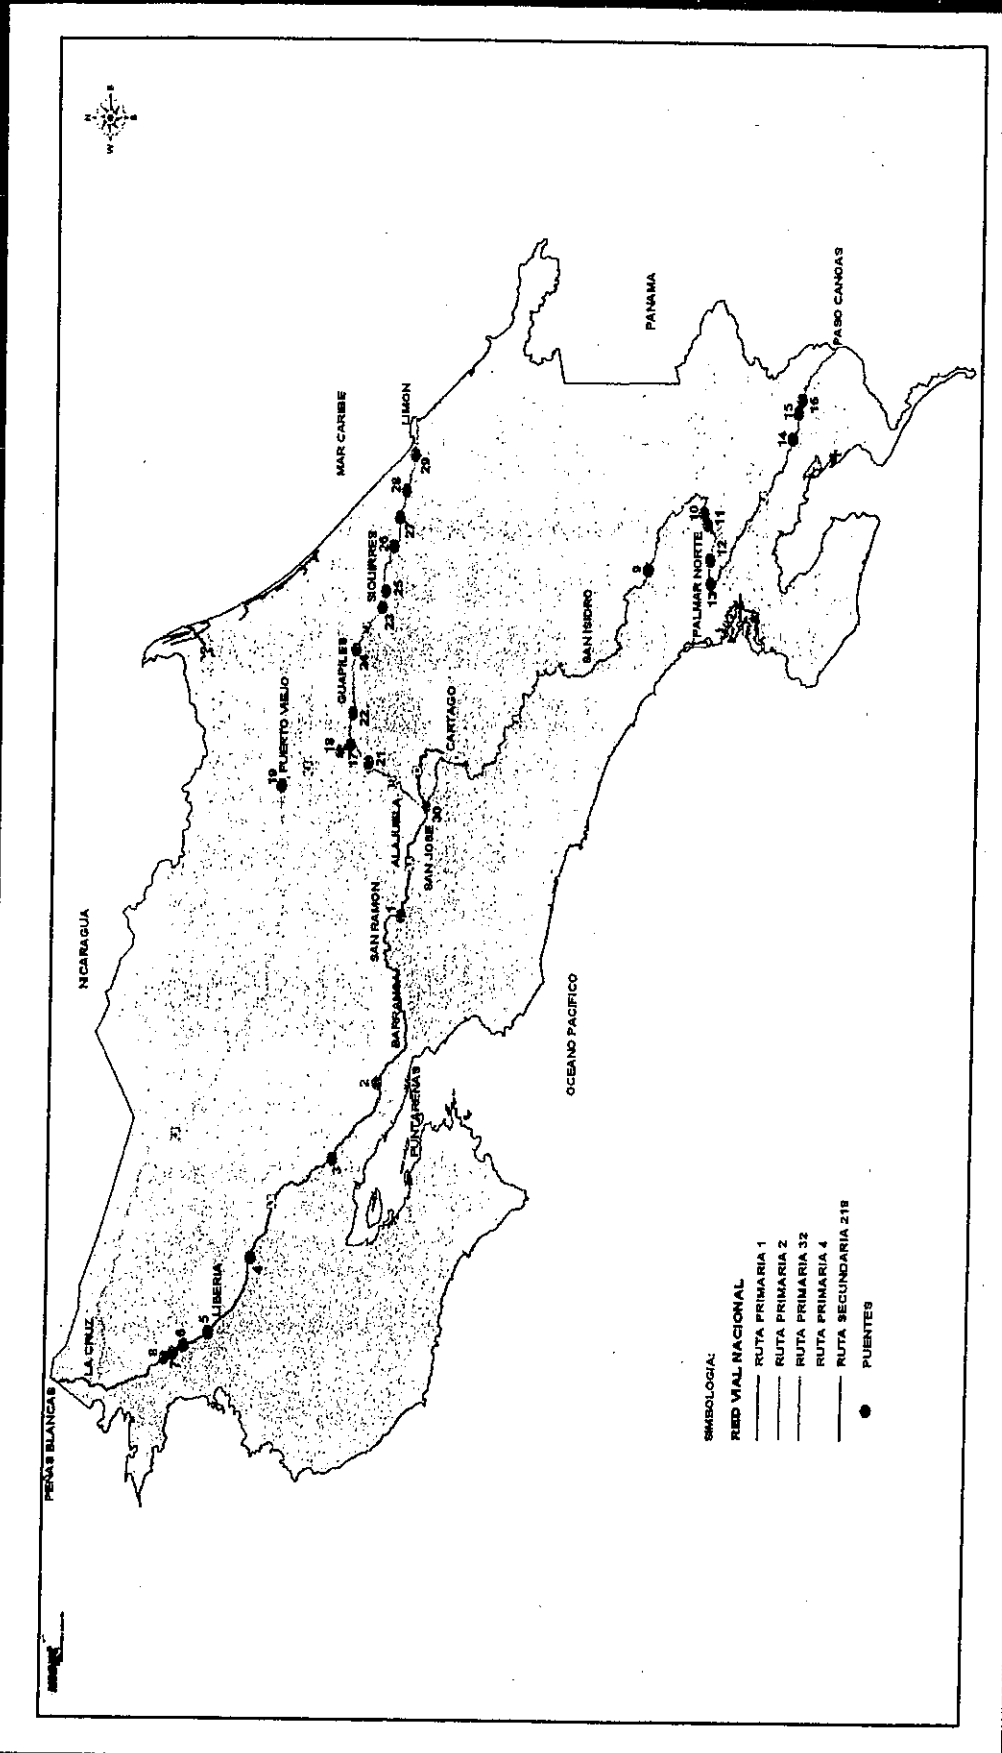 N
W
E
S
PEÑAS BLANCAS
LA CRUZ
NICARAGUA
8
7
6
5
LIBERIA
4
3
2
PUNTARENAS
BARRANCA
SAN RAMON
1
ALAJUELA
SAN JOSE
30
CARTAGO
19
PUERTO VIEJO
18
17
21
22
GUAPILES
24
23
SIQUIRRES
25
26
27
28
29
LIMON
MAR CARIBE
SAN ISIDRO
9
PALMAR NORTE
10
11
12
13
14
15
16
PASO CANOAS
PANAMA
OCEANO PACIFICO
SIMBOLOGIA:
RED VIAL NACIONAL
RUTA PRIMARIA 1
RUTA PRIMARIA 2
RUTA PRIMARIA 32
RUTA PRIMARIA 4
RUTA SECUNDARIA 219
PUENTES